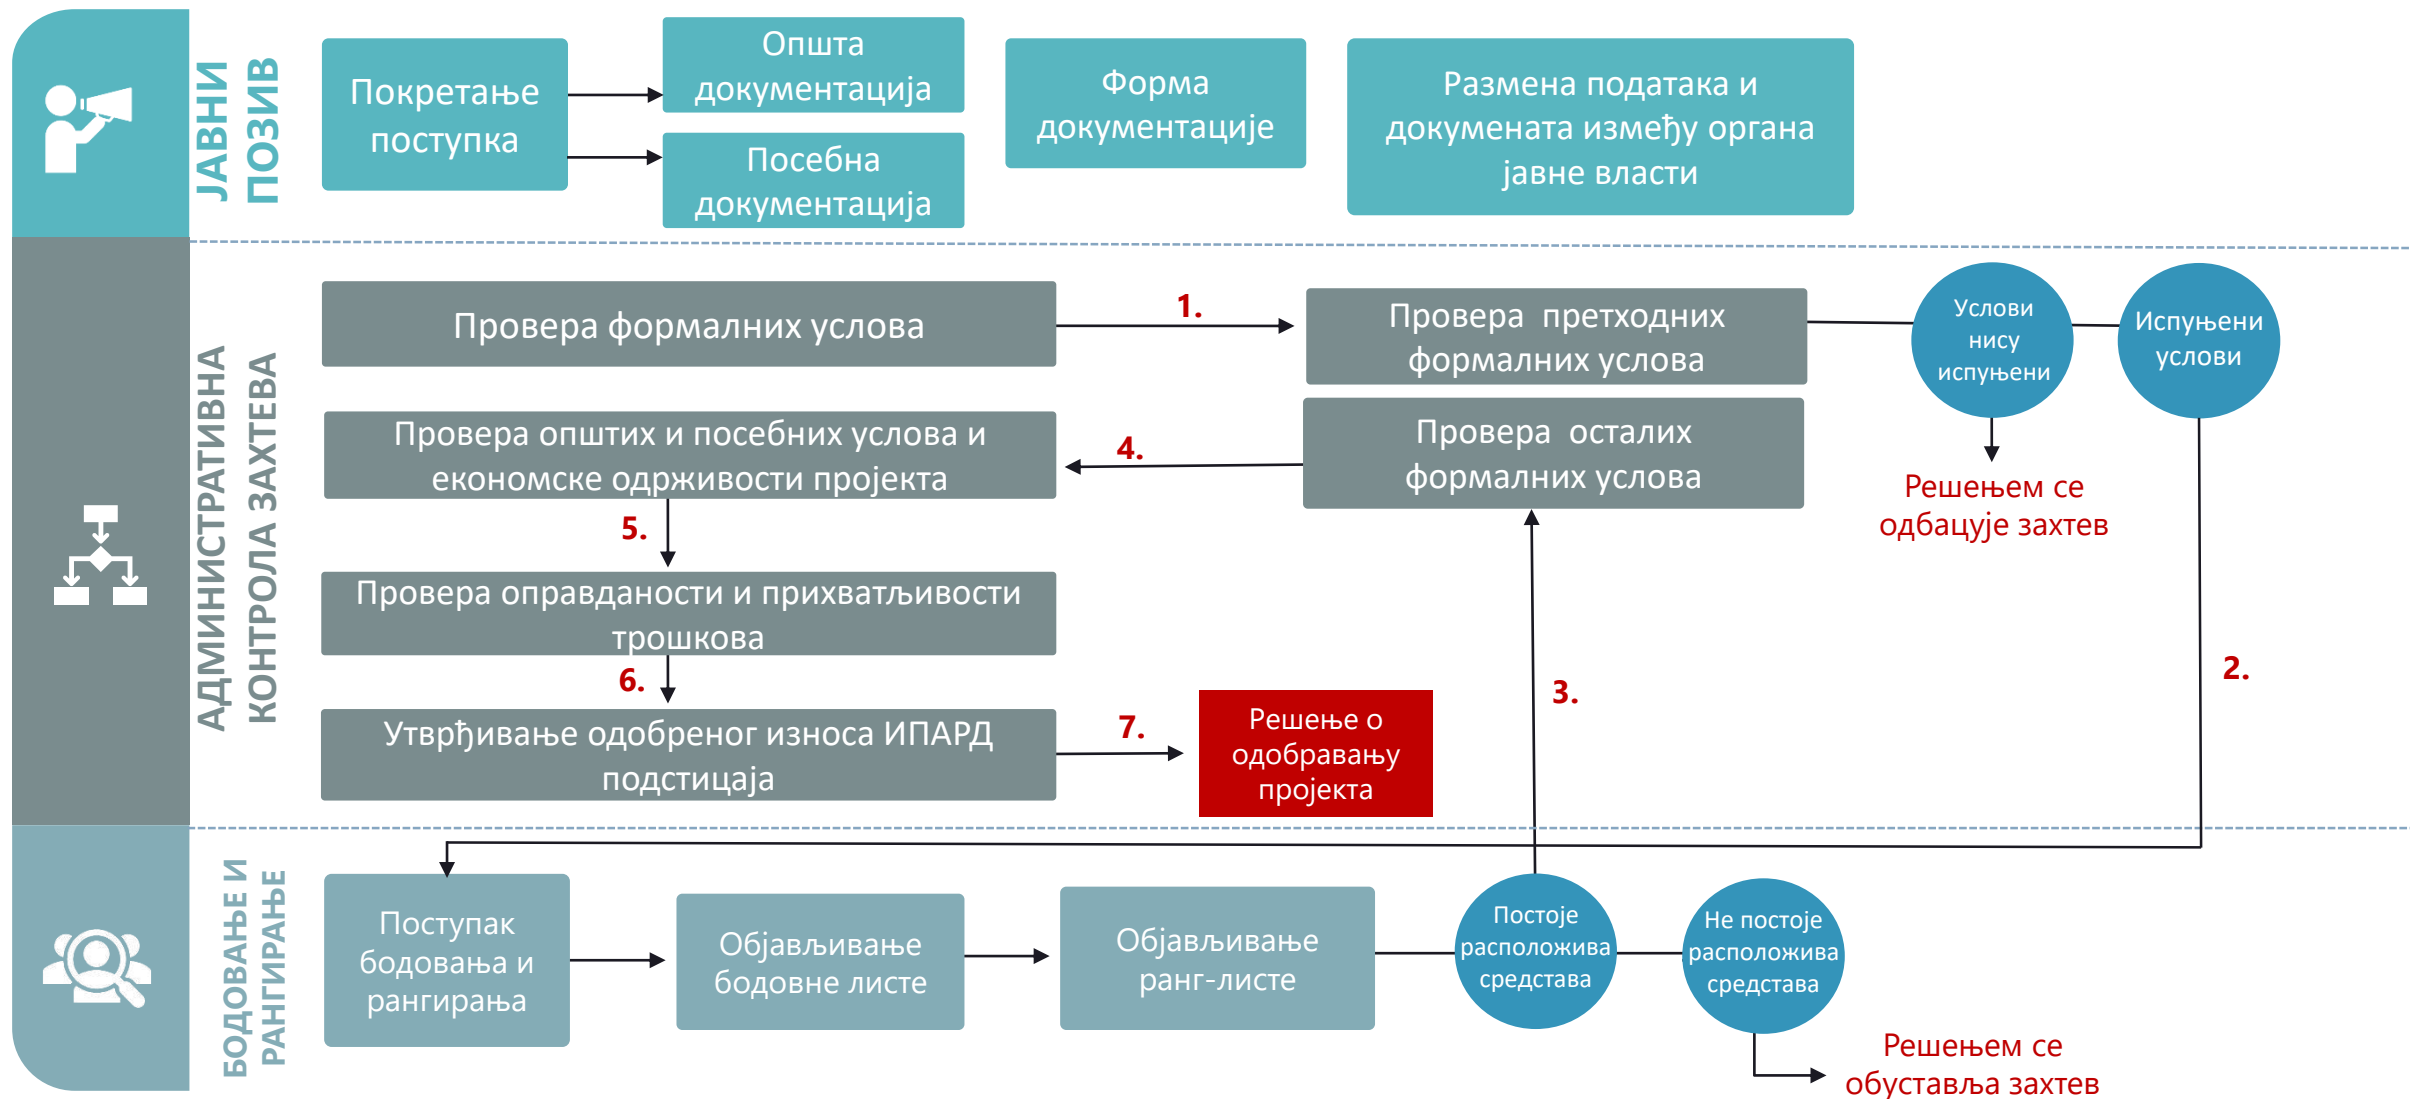 ЈАВНИ
ПОЗИВ
Покретање
поступка
Општа
документација
Посебна
документација
Форма
документације
Размена података и
докумената између органа
јавне власти
АДМИНИСТРАТИВНА
КОНТРОЛА ЗАХТЕВА
Провера формалних услова
1.
Провера претходних
формалних услова
Услови
нису
испуњени
Испуњени
услови
Провера општих и посебних услова и
економске одрживости пројекта
4.
Провера осталих
формалних услова
Решењем се
одбацује захтев
5.
Провера оправданости и прихватљивости
трошкова
6.
3.
2.
Утврђивање одобреног износа ИПАРД
подстицаја
7.
Решење о
одобравању
пројекта
БОДОВАЊЕ И
РАНГИРАЊЕ
Поступак
бодовања и
рангирања
Објављивање
бодовне листе
Објављивање
ранг-листе
Постоје
расположива
средстава
Не постоје
расположива
средстава
Решењем се
обуставља захтев